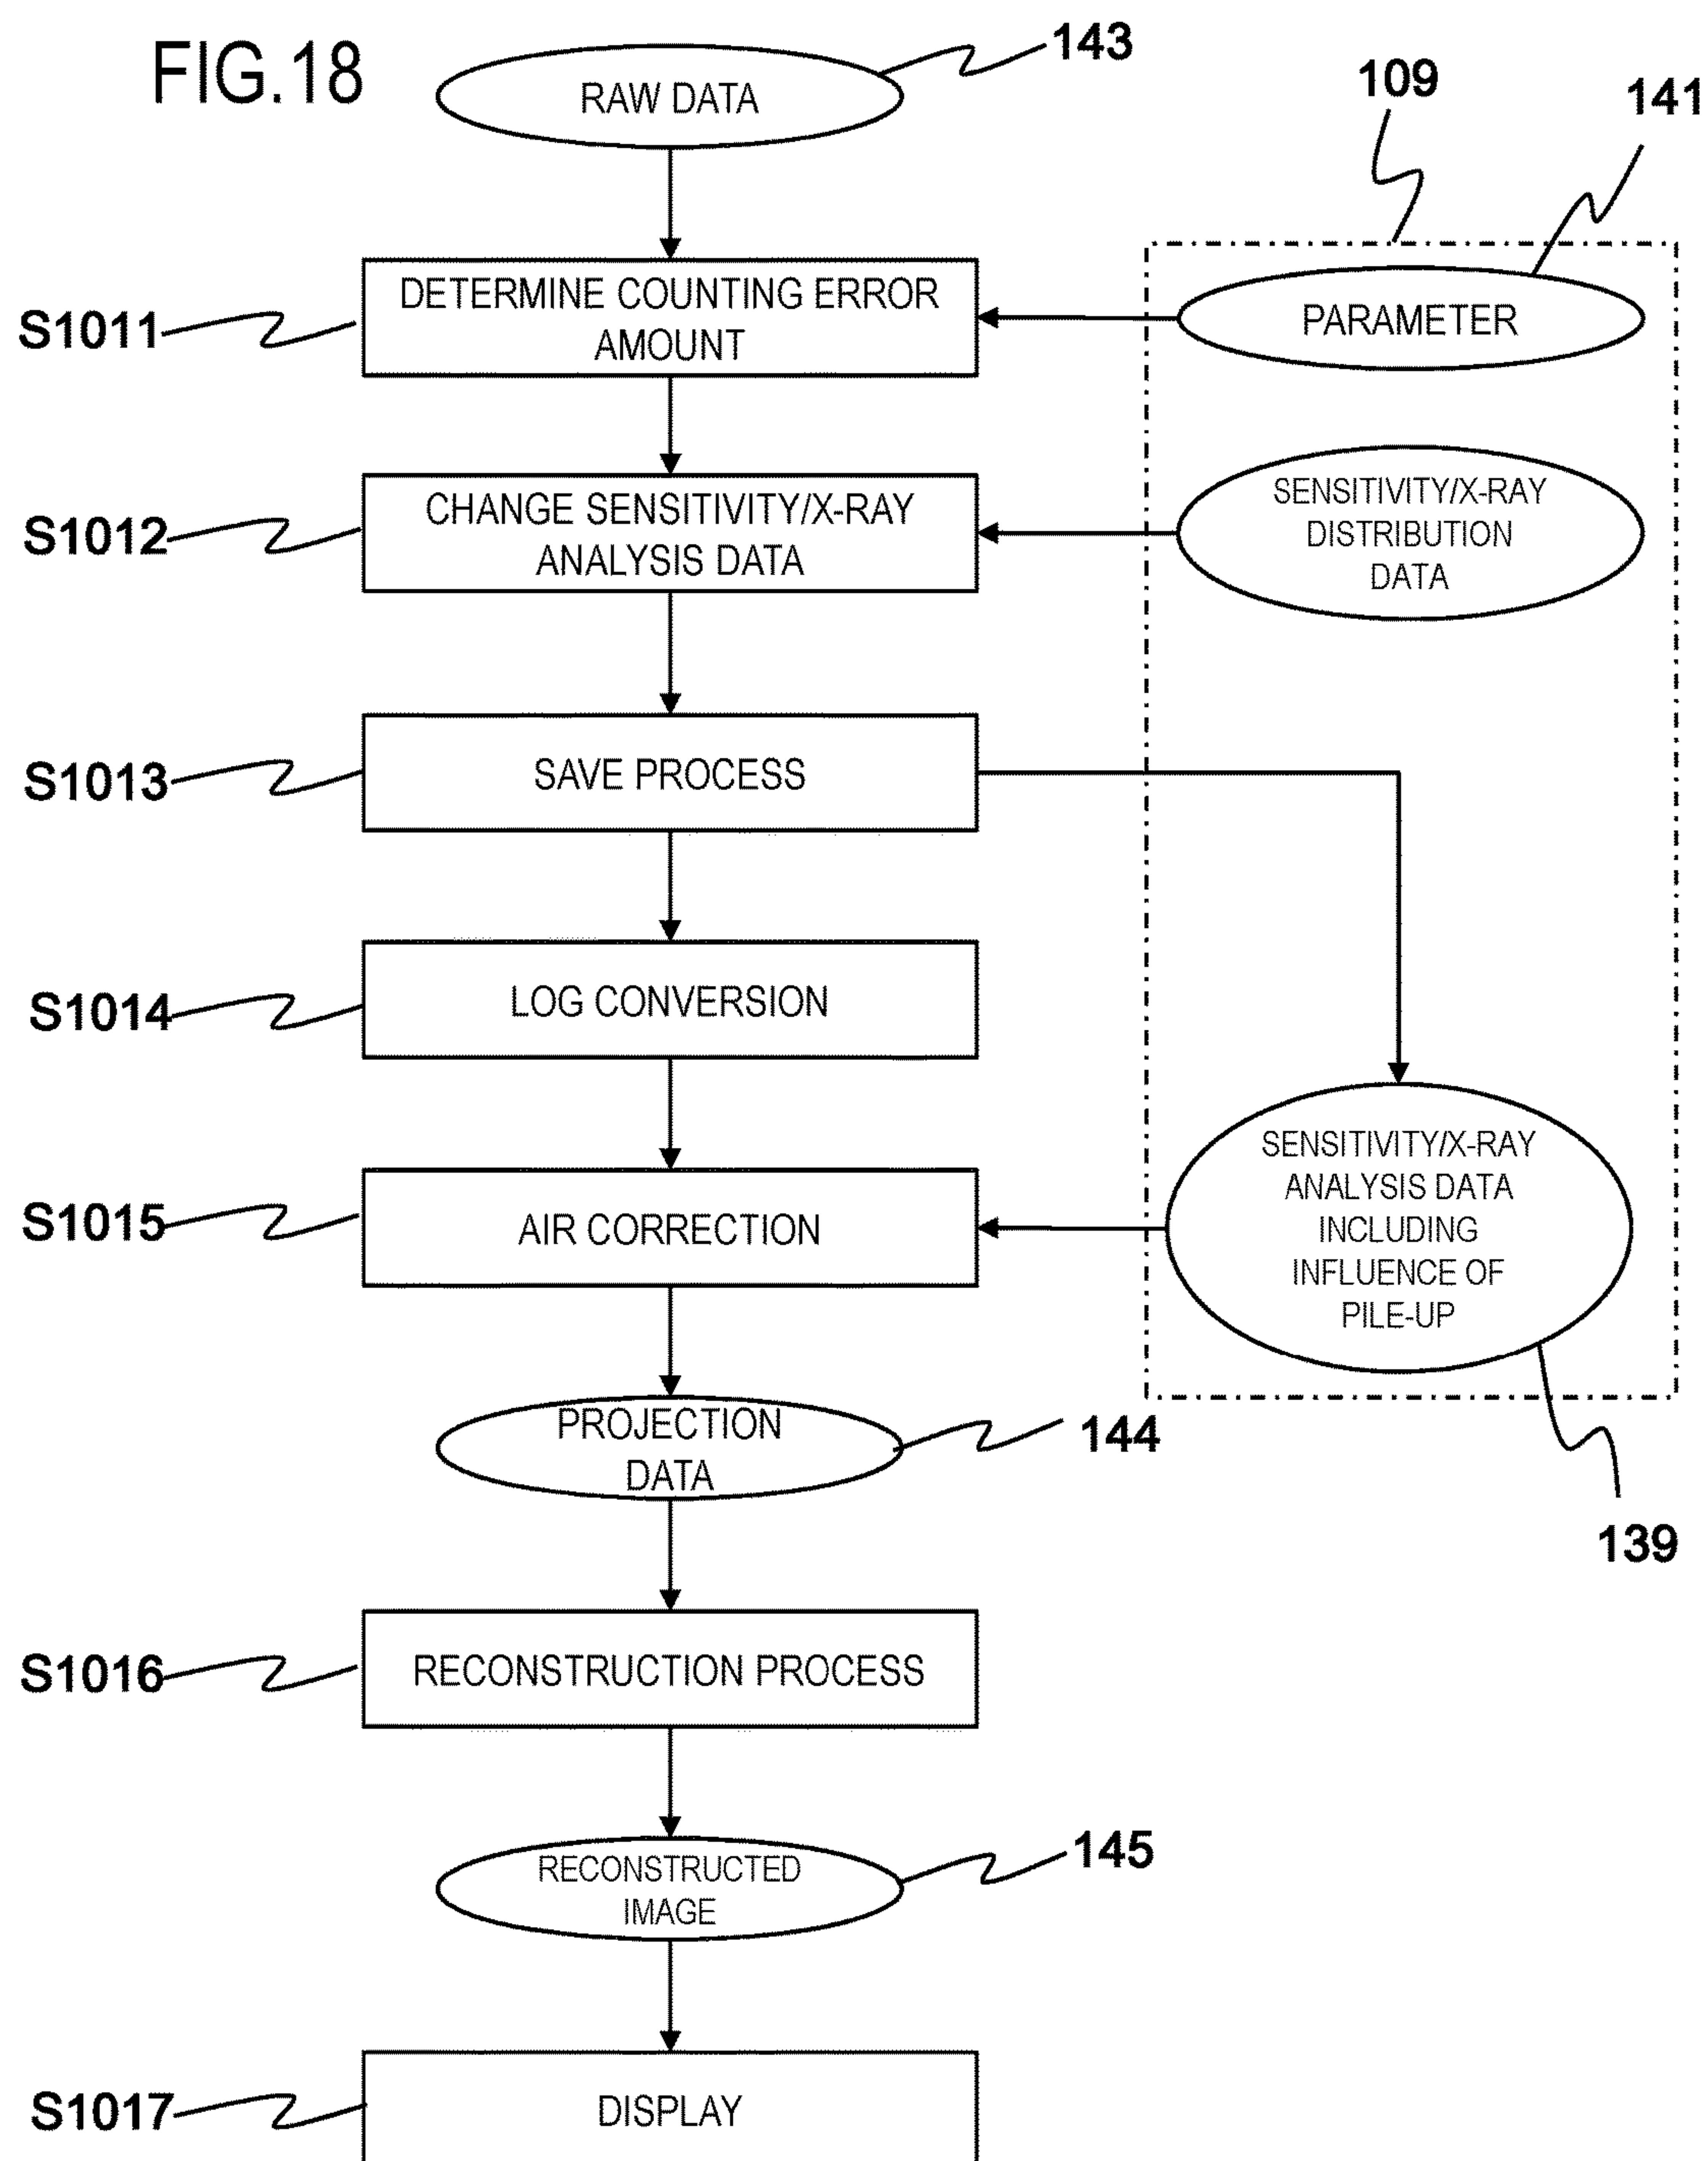 FIG.18
RAW DATA
143
109
141
S1011
DETERMINE COUNTING ERROR
AMOUNT
PARAMETER
S1012
CHANGE SENSITIVITY/X-RAY
ANALYSIS DATA
SENSITIVITY/X-RAY
DISTRIBUTION
DATA
S1013
SAVE PROCESS
S1014
LOG CONVERSION
S1015
AIR CORRECTION
SENSITIVITY/X-RAY
ANALYSIS DATA
INCLUDING
INFLUENCE OF
PILE-UP
139
PROJECTION
DATA
144
S1016
RECONSTRUCTION PROCESS
RECONSTRUCTED
IMAGE
145
S1017
DISPLAY